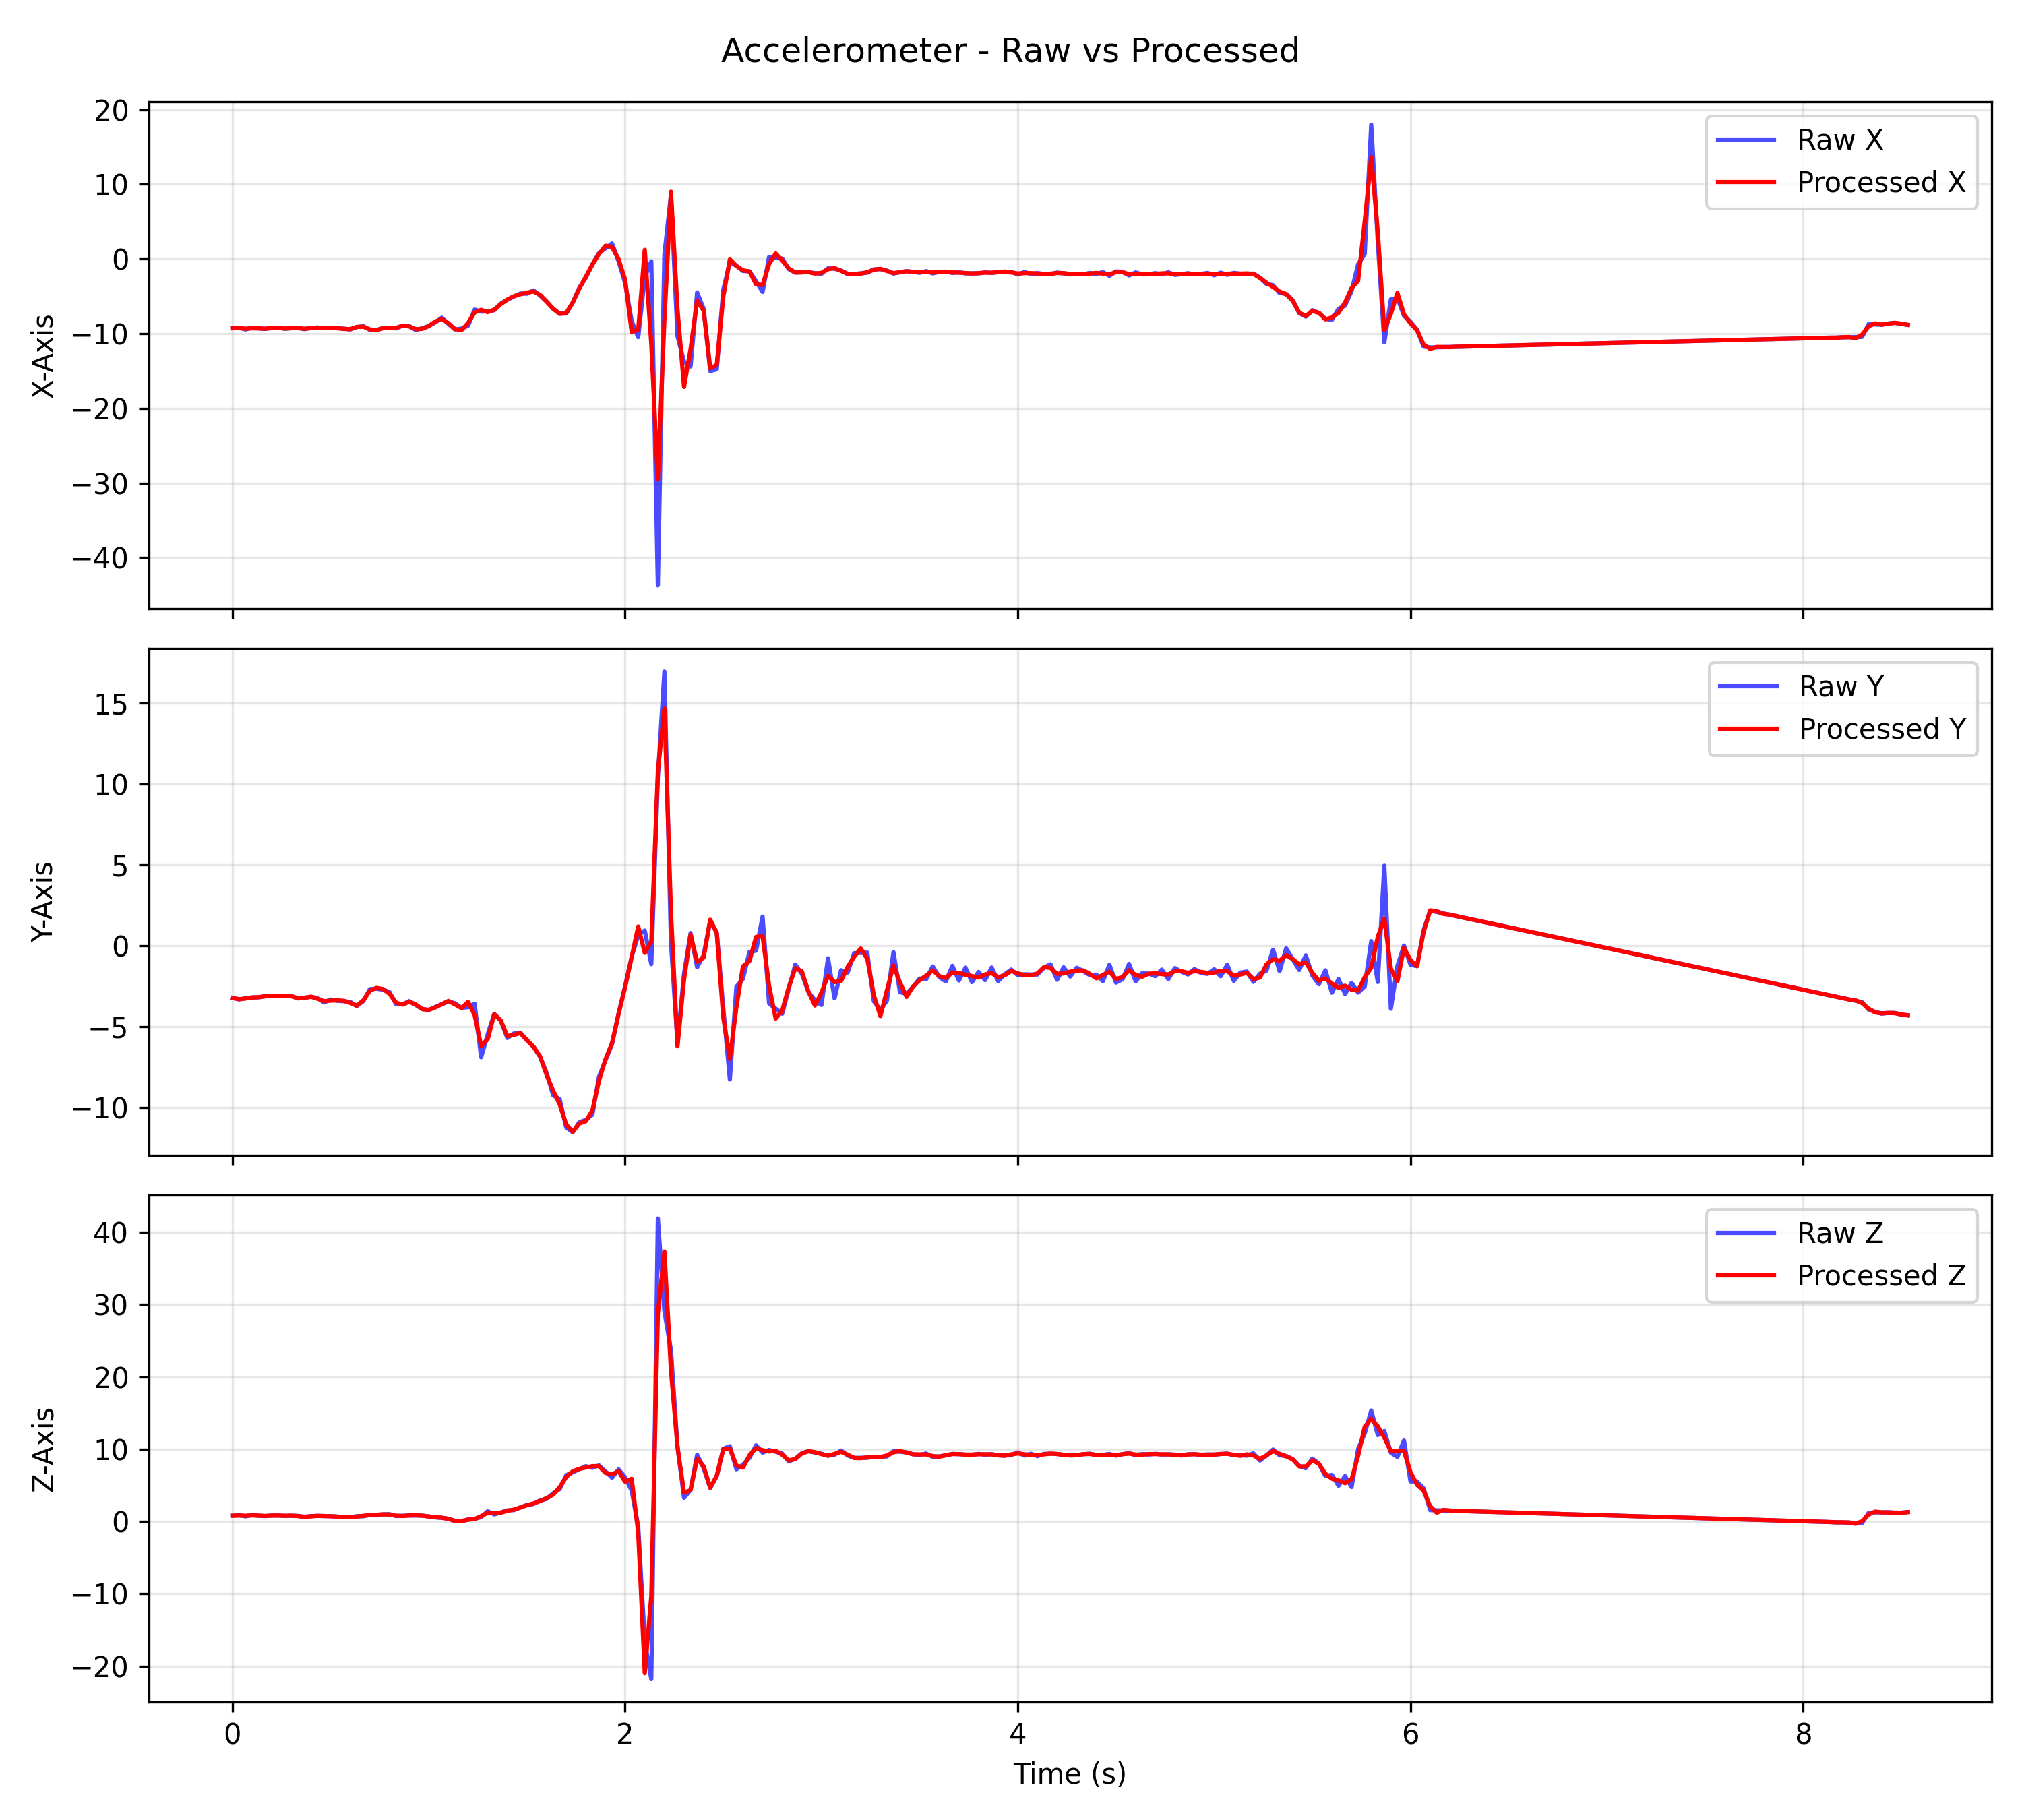 Accelerometer - Raw vs Processed
20
10
0
−10
−20
−30
−40
X-Axis
Raw X
Processed X
15
10
5
0
−5
−10
Y-Axis
Raw Y
Processed Y
40
30
20
10
0
−10
−20
Z-Axis
Raw Z
Processed Z
0 2 4 6 8
Time (s)